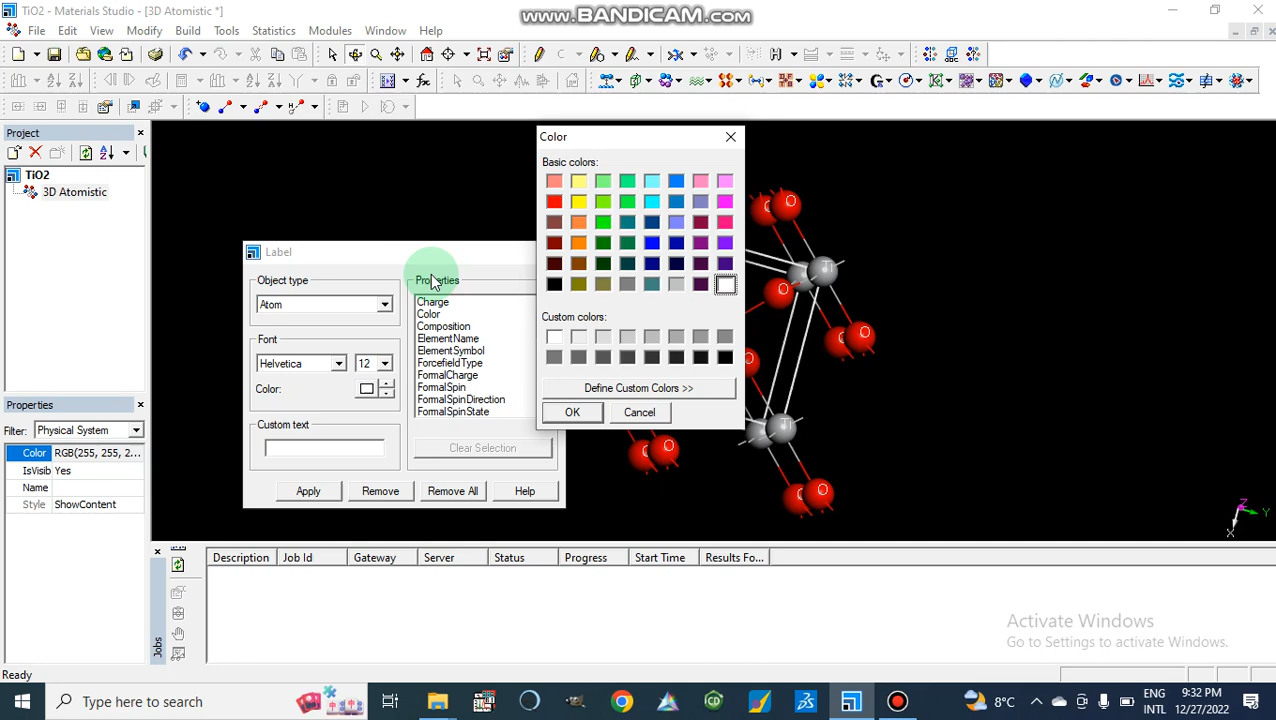 TiO2 - Materials Studio - [3D Atomistic *]
www.BANDICAM.com
File Edit View Modify Build Tools Statistics Modules Window Help
Project
TiO2
3D Atomistic
Properties
Filter: Physical System
Color RGB(255, 255, 2...
IsVisib Yes
Name
Style ShowContent
Label
Object type
Atom
Font
Helvetica 12
Color:
Custom text
Properties
Charge
Color
Composition
ElementName
ElementSymbol
ForcefieldType
FormalCharge
FormalSpin
FormalSpinDirection
FormalSpinState
Clear Selection
Apply Remove Remove All Help
Color
Basic colors:
Custom colors:
Define Custom Colors >>
OK Cancel
O
O
Ti
O
O
O
O
Ti
O
O
O
Z
Y
X
Description Job Id Gateway Server Status Progress Start Time Results Fo...
Jobs
Activate Windows
Go to Settings to activate Windows.
Ready
Type here to search
8°C
ENG
INTL
9:32 PM
12/27/2022